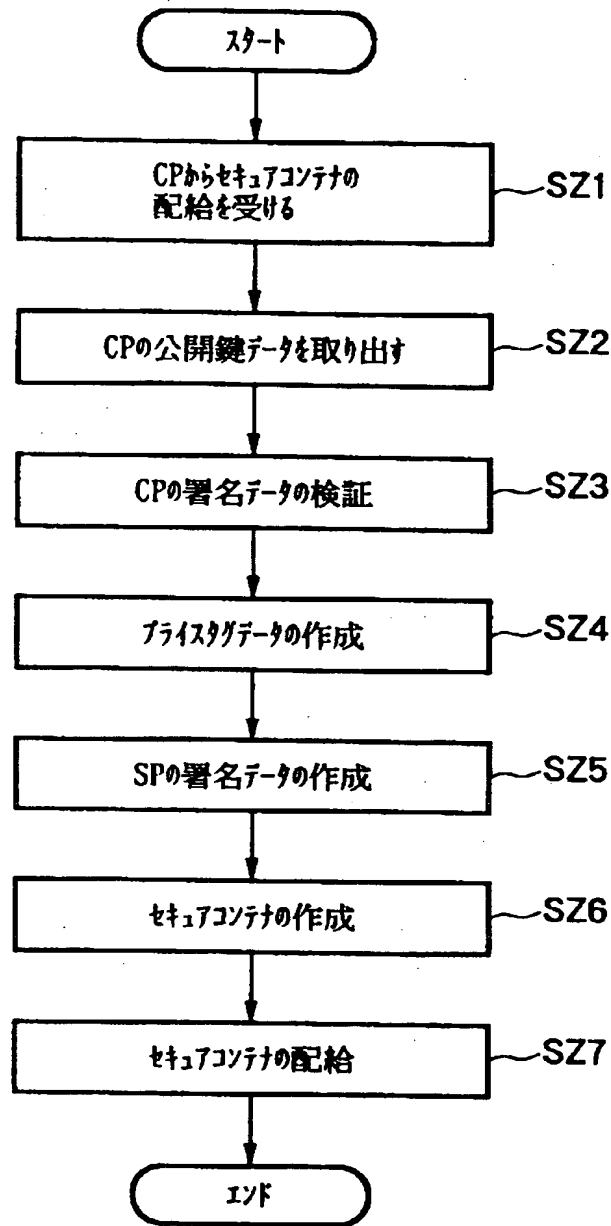 スタート
CPからセキュアコンテナの
配給を受ける
SZ1
CPの公開鍵データを取り出す
SZ2
CPの署名データの検証
SZ3
プライスタグデータの作成
SZ4
SPの署名データの作成
SZ5
セキュアコンテナの作成
SZ6
セキュアコンテナの配給
SZ7
エンド